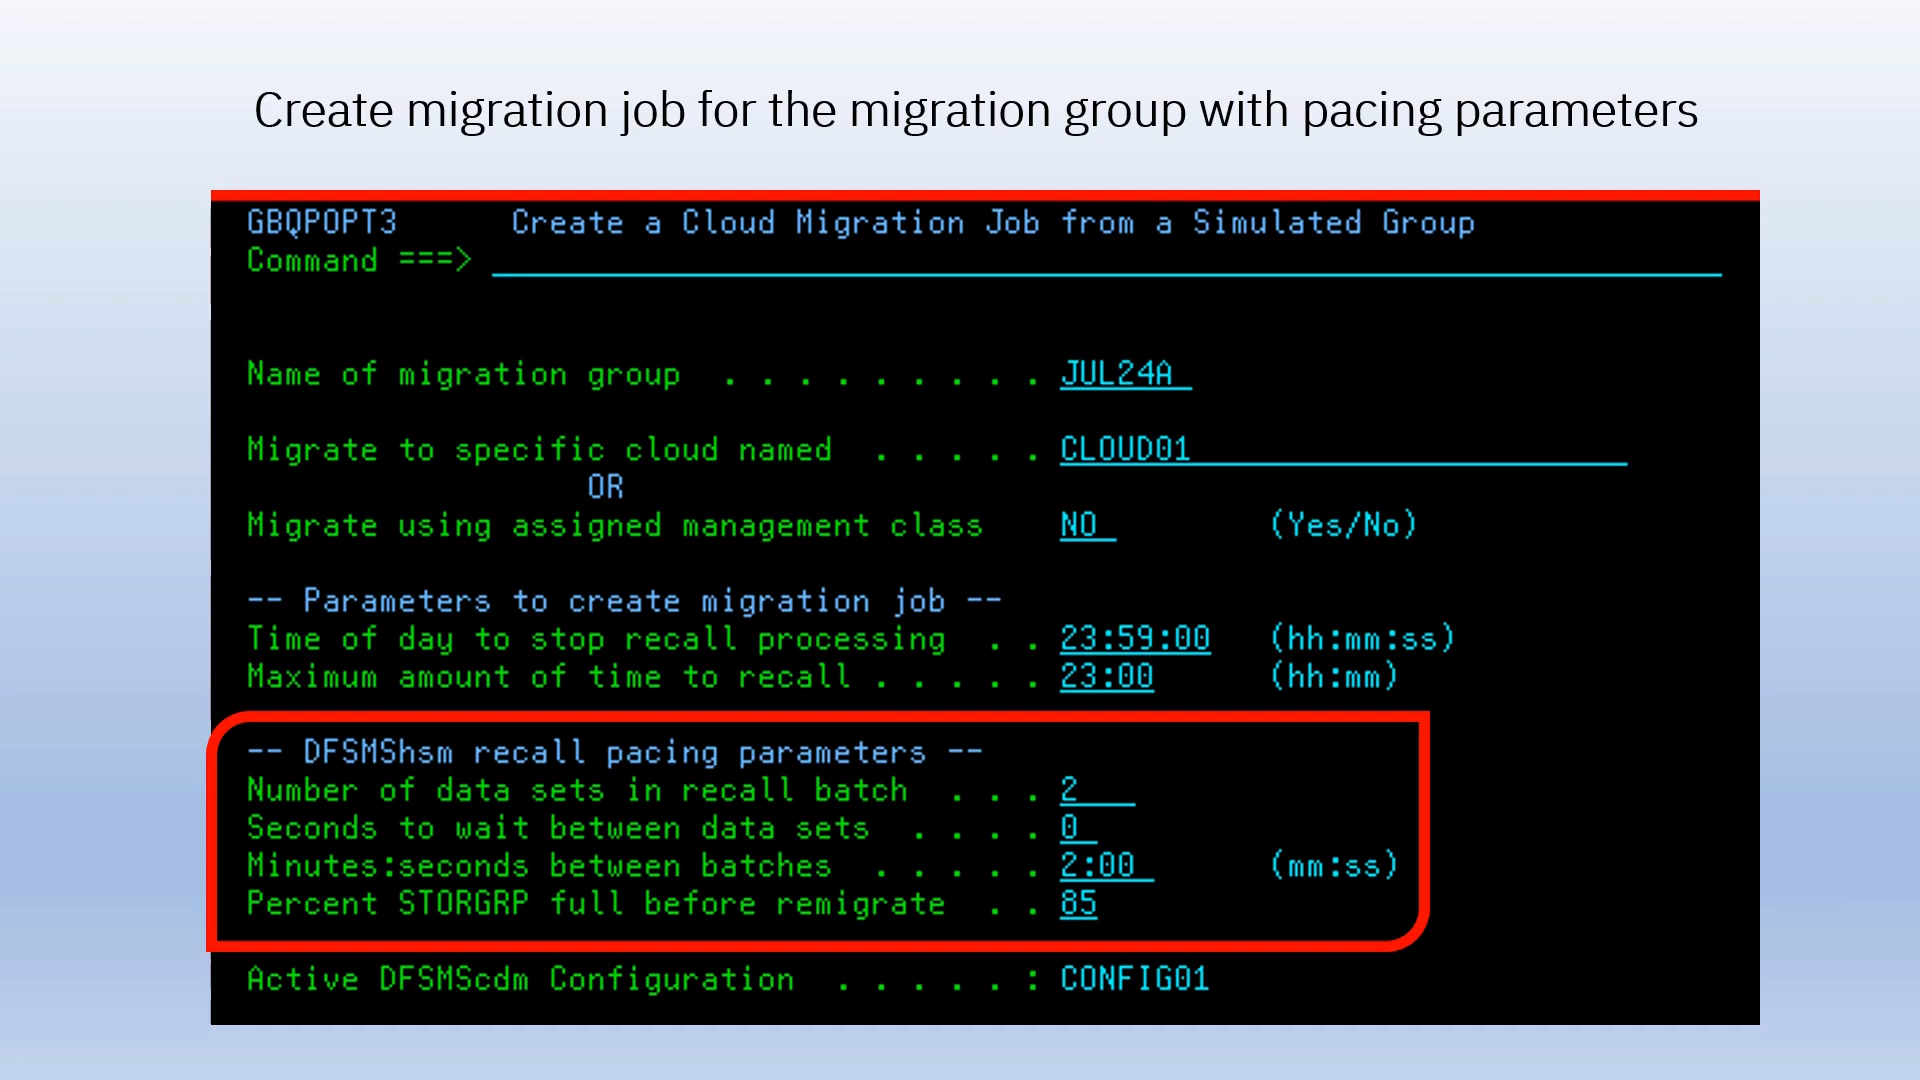 Create migration job for the migration group with pacing parameters
GBQPOPT3 Create a Cloud Migration Job from a Simulated Group
Command ===>
Name of migration group . . . . . . . . . JUL24A
Migrate to specific cloud named . . . . . CLOUD01
OR
Migrate using assigned management class NO (Yes/No)
-- Parameters to create migration job --
Time of day to stop recall processing . . 23:59:00 (hh:mm:ss)
Maximum amount of time to recall . . . . . 23:00 (hh:mm)
-- DFSMShsm recall pacing parameters --
Number of data sets in recall batch . . . 2
Seconds to wait between data sets . . . . 0
Minutes:seconds between batches . . . . . 2:00 (mm:ss)
Percent STORGRP full before remigrate . . 85
Active DFSMScdm Configuration . . . . . : CONFIG01